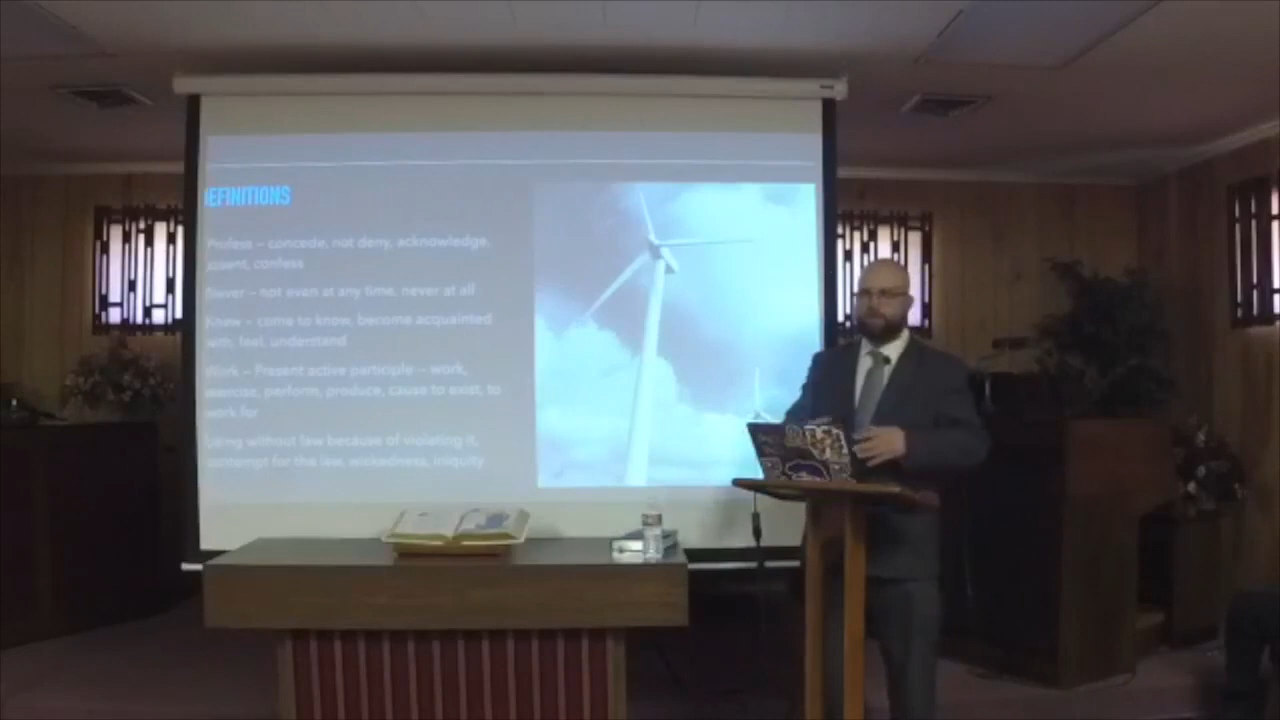 EFINITIONS
Profess – concede, not deny, acknowledge,
assent, confess
Never – not even at any time, never at all
Knew – come to know, become acquainted
with, feel, understand
Work – Present active participle – work,
exercise, perform, produce, cause to exist, to
work for
being without law because of violating it,
contempt for the law, wickedness, iniquity